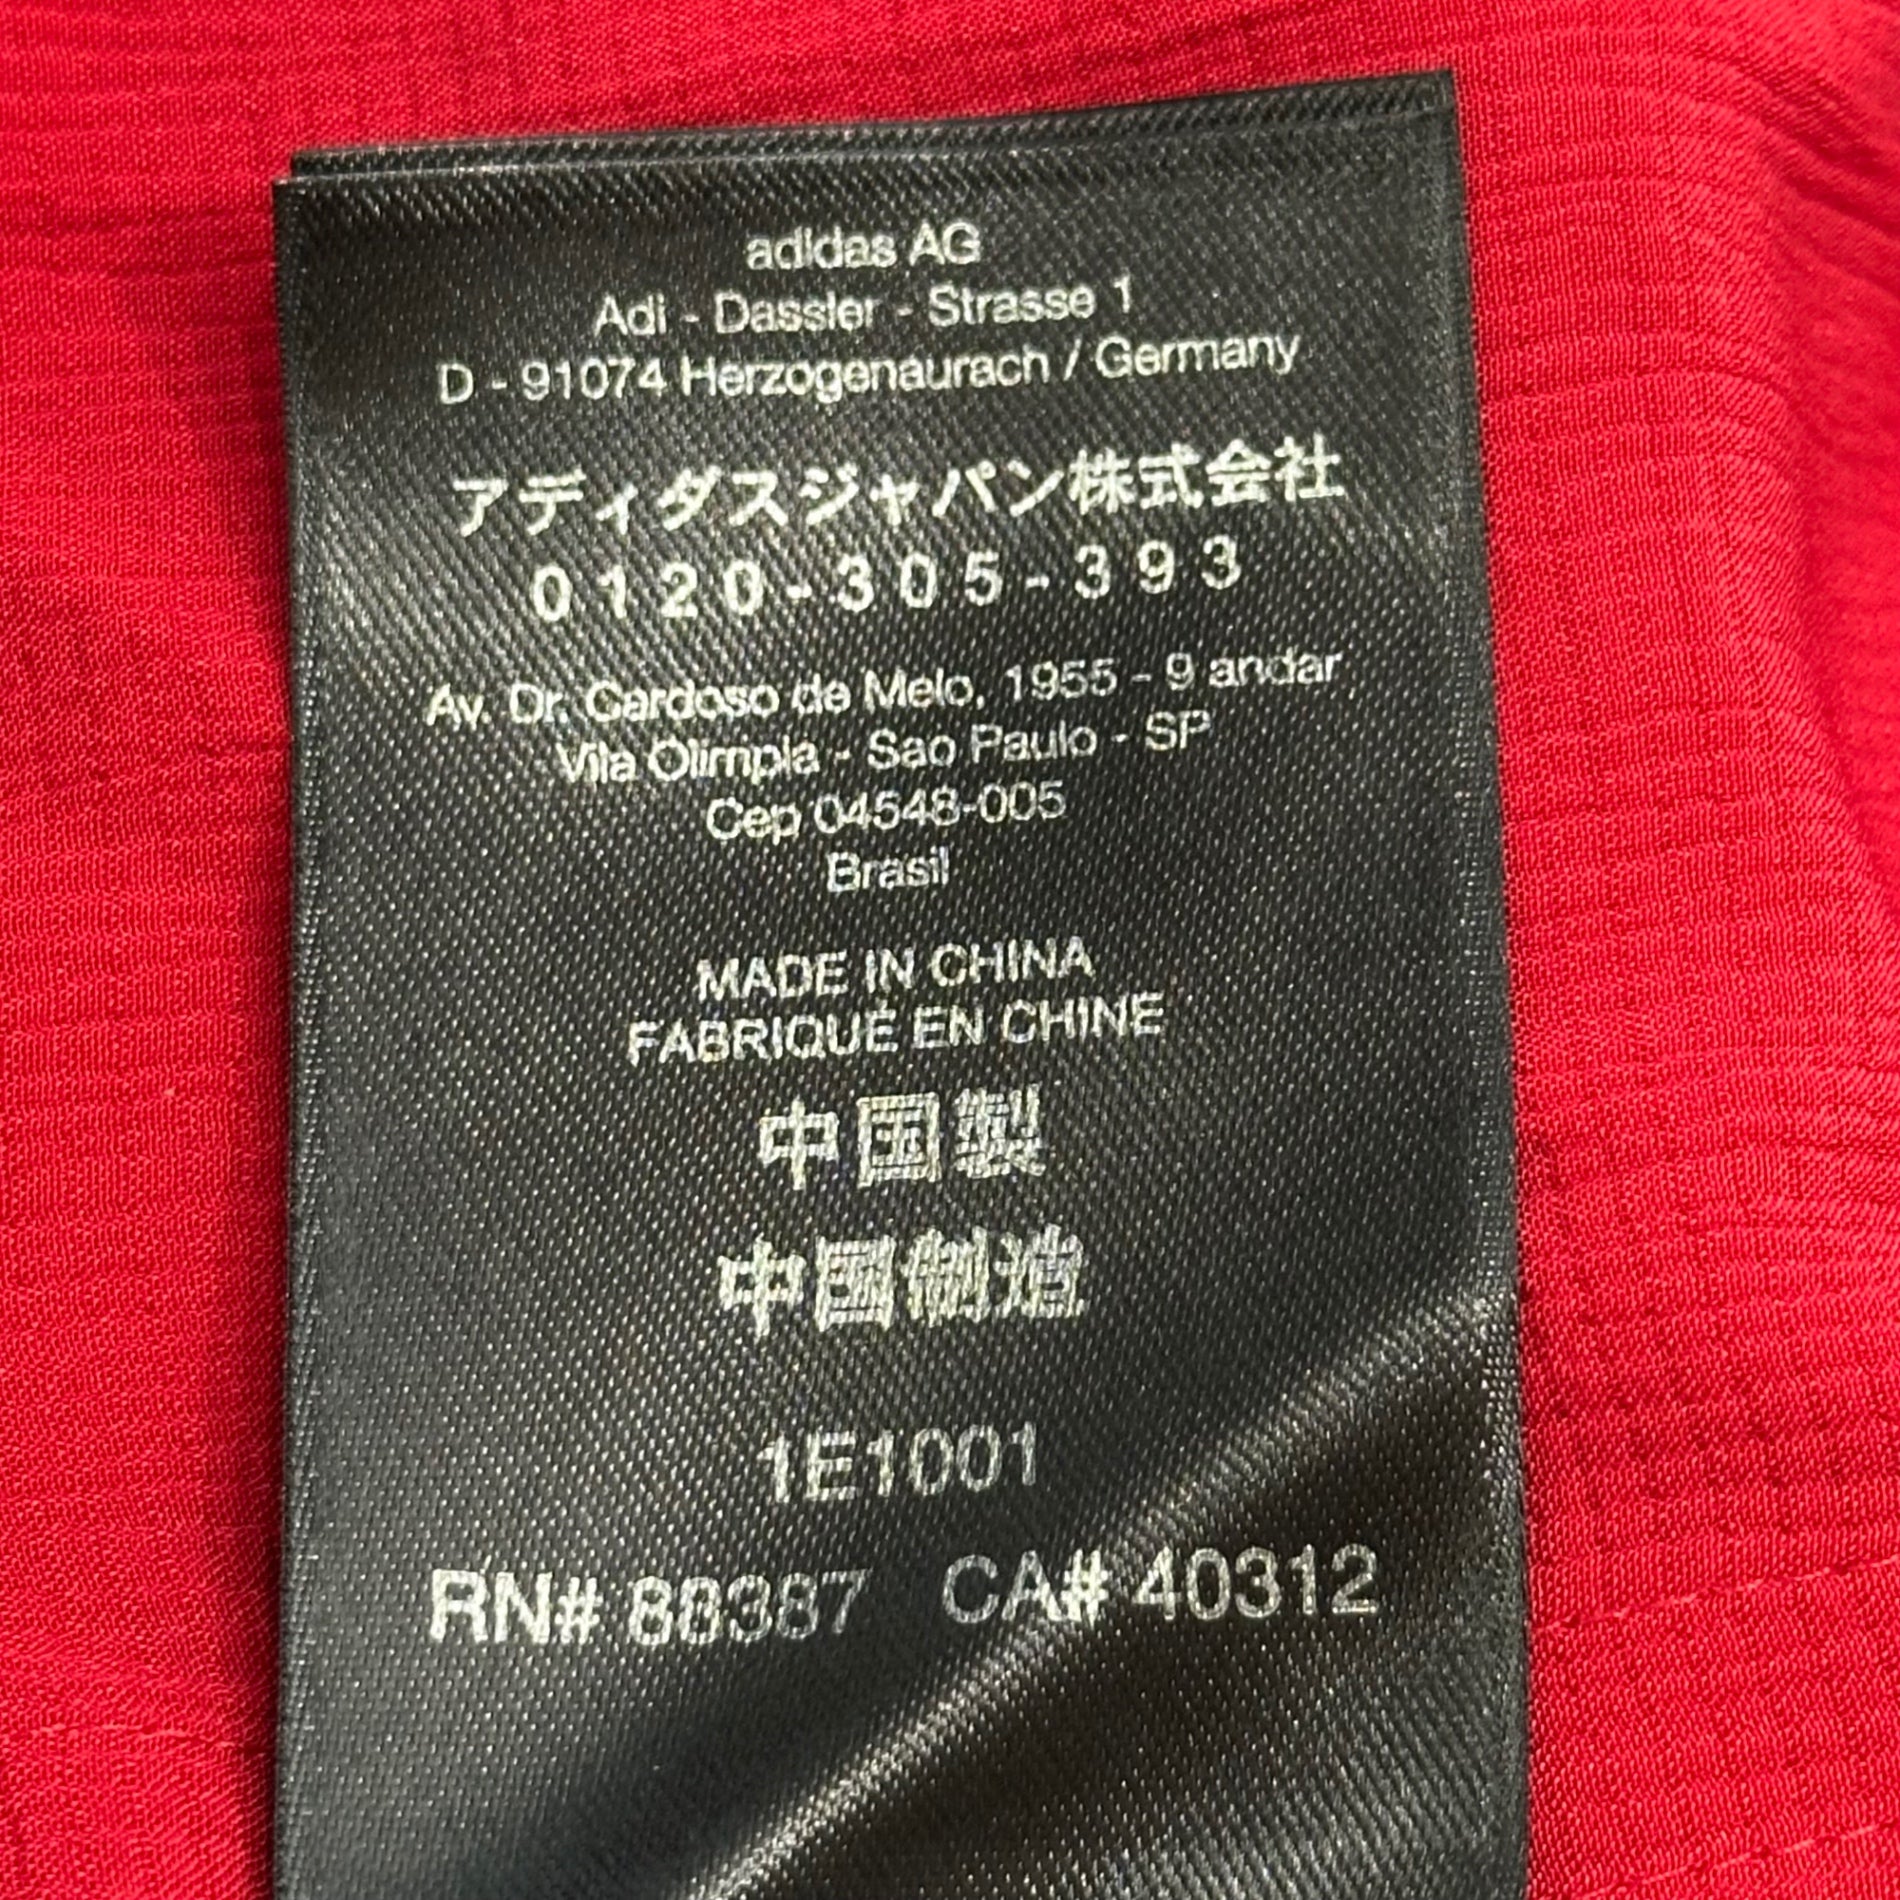 adidas AG
Adi - Dassler - Strasse 1
D - 91074 Herzogenaurach / Germany
アディダスジャパン株式会社
0120-305-393
Av. Dr. Cardoso de Melo, 1955 - 9 andar
Vila Olimpia - Sao Paulo - SP
Cep 04548-005
Brasil
MADE IN CHINA
FABRIQUÉ EN CHINE
中国製
中国制造
1E1001
RN# 88387 CA# 40312